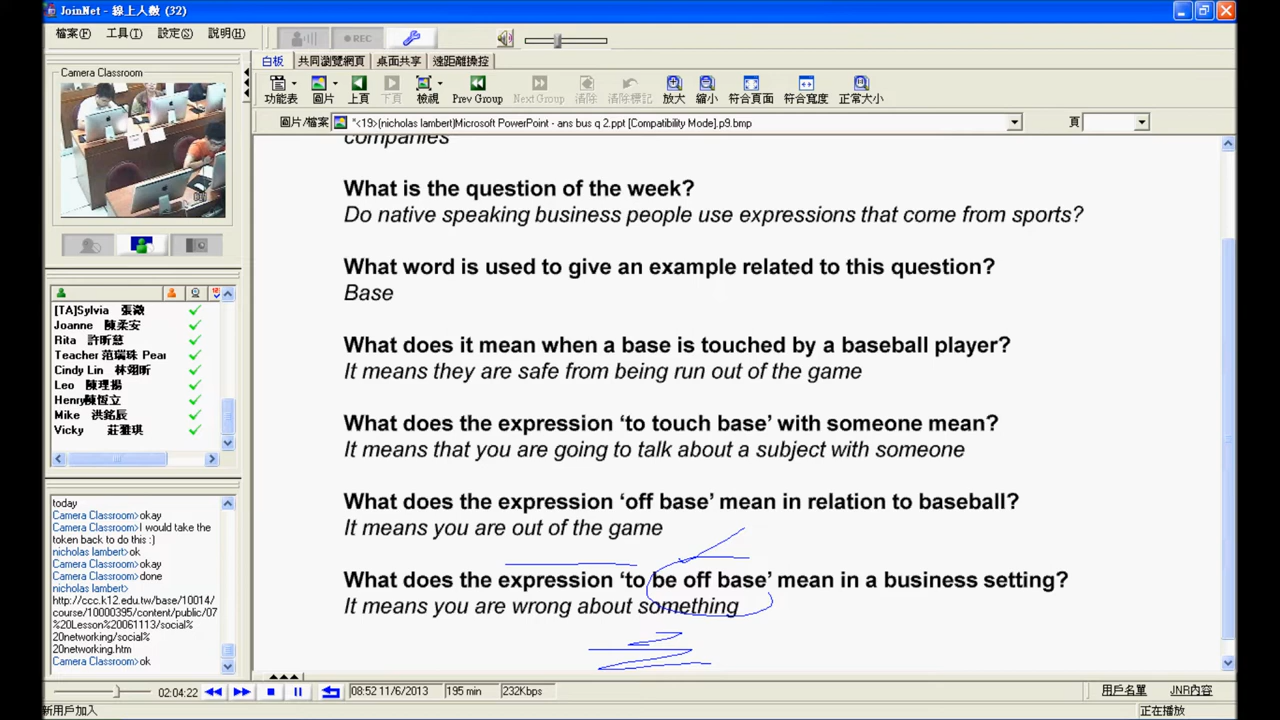 JoinNet - 線上人數 (32)
檔案(F) 工具(T) 設定(S) 說明(H) REC
Camera Classroom
白板 共同瀏覽網頁 桌面共享 遠距離操控
功能表 圖片 上頁 下頁 檢視 Prev Group Next Group 清除 清除標記 放大 縮小 符合頁面 符合寬度 正常大小
圖片/檔案 "<19>(nicholas lambert)Microsoft PowerPoint - ans bus q 2.ppt [Compatibility Mode].p9.bmp 頁
companies
What is the question of the week?
Do native speaking business people use expressions that come from sports?
What word is used to give an example related to this question?
Base
What does it mean when a base is touched by a baseball player?
It means they are safe from being run out of the game
What does the expression ‘to touch base’ with someone mean?
It means that you are going to talk about a subject with someone
What does the expression ‘off base’ mean in relation to baseball?
It means you are out of the game
What does the expression ‘to be off base’ mean in a business setting?
It means you are wrong about something
[TA]Sylvia 張澂
Joanne 陳柔安
Rita 許昕慈
Teacher 范瑞珠 Pear
Cindy Lin 林翊昕
Leo 陳理揚
Henry陳恆立
Mike 洪銘辰
Vicky 莊雅琪
today
Camera Classroom>okay
Camera Classroom>I would take the
token back to do this :)
nicholas lambert>ok
Camera Classroom>okay
Camera Classroom>done
nicholas lambert>
http://ccc.k12.edu.tw/base/10014/
course/10000395/content/public/07
%20Lesson%20061113/social%
20networking/social%
20networking.htm
Camera Classroom>ok
02:04:22 08:52 11/6/2013 195 min 232Kbps 用戶名單 JNR內容
新用戶加入 正在播放